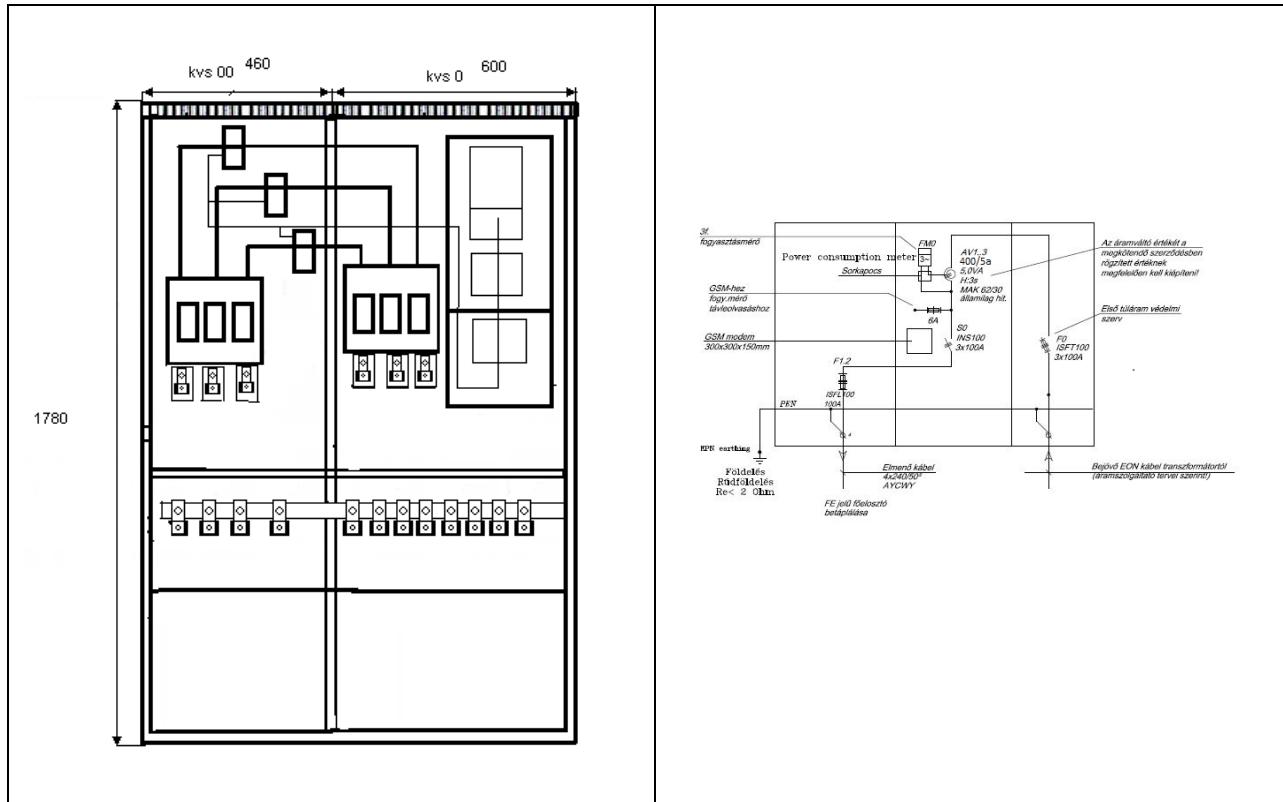 kvs 00 460
kvs 0 600
1780
3f.
fogyasztásmérő
FM0
3~
Power consumption meter
Sorkapocs
AV1..3
400/5a
5,0VA
H:3s
MAK 62/30
államilag hit.
Az áramváltó értékét a
megkötendő szerződésben
rögzített értéknek
megfelelően kell kiépíteni!
GSM-hez
fogy.mérő
távleolvasáshoz
6A
GSM modem
300x300x150mm
S0
INS100
3x100A
Első túláram védelmi
szerv
F0
ISFT100
3x100A
F1.2
ISFL100
100A
PEN
EPN earthing
Földelés
Rúdföldelés
Re< 2 Ohm
4
Elmenő kábel
4x240/50²
AYCWY
FE jelű főelosztó
betáplálása
Bejövő EON kábel transzformátortól
(áramszolgáltató tervei szerint!)